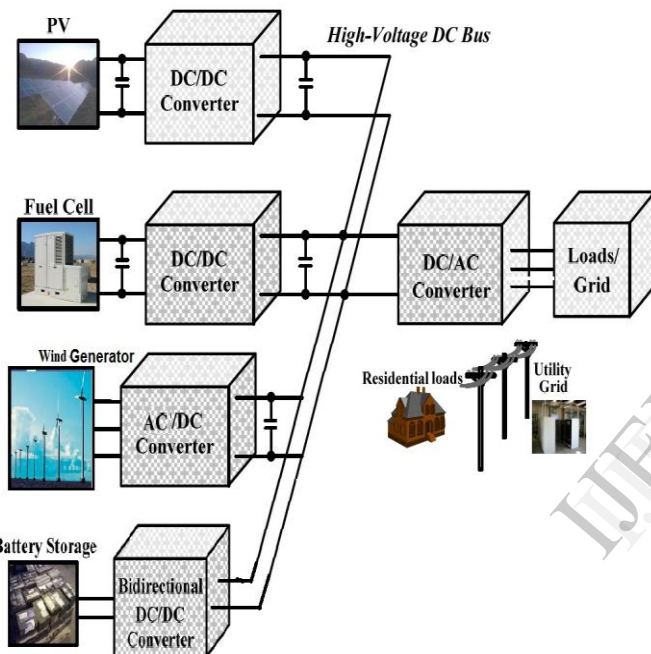 PV
High-Voltage DC Bus
DC/DC
Converter
Fuel Cell
DC/DC
Converter
DC/AC
Converter
Loads/
Grid
Wind Generator
AC/DC
Converter
Residential loads
Utility
Grid
Battery Storage
Bidirectional
DC/DC
Converter